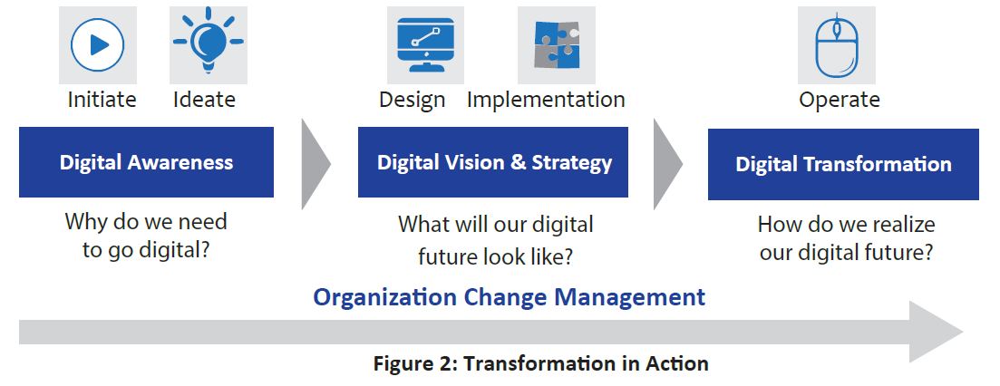 Initiate
Ideate
Design
Implementation
Operate
Digital Awareness
Digital Vision & Strategy
Digital Transformation
Why do we need
to go digital?
What will our digital
future look like?
How do we realize
our digital future?
Organization Change Management
Figure 2: Transformation in Action